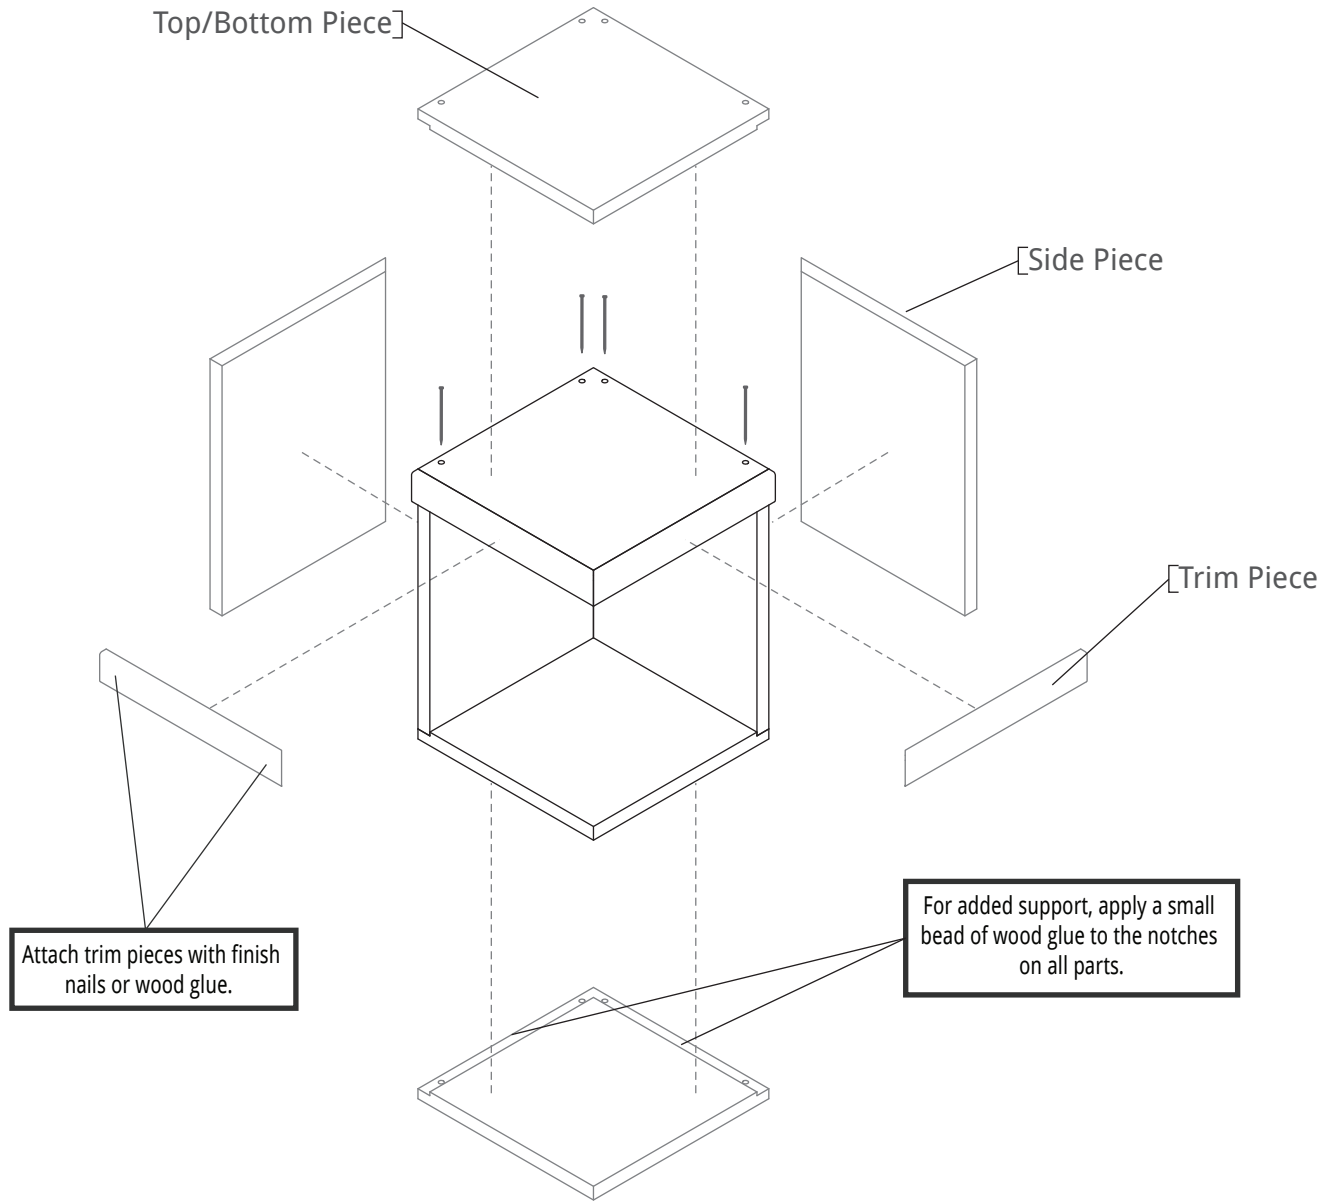 Top/Bottom Piece
Side Piece
Trim Piece
Attach trim pieces with finish
nails or wood glue.
For added support, apply a small
bead of wood glue to the notches
on all parts.